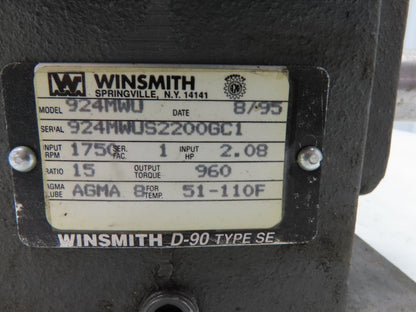 WINSMITH
SPRINGVILLE, N.Y. 14141
MODEL 924MWU DATE 8/95
SERIAL 924MWUS2200GC1
INPUT RPM 1750 SER. FAC. 1 INPUT HP 2.08
RATIO 15 OUTPUT TORQUE 960
AGMA LUBE AGMA 8 FOR TEMP. 51-110F
WINSMITH D-90 TYPE SE